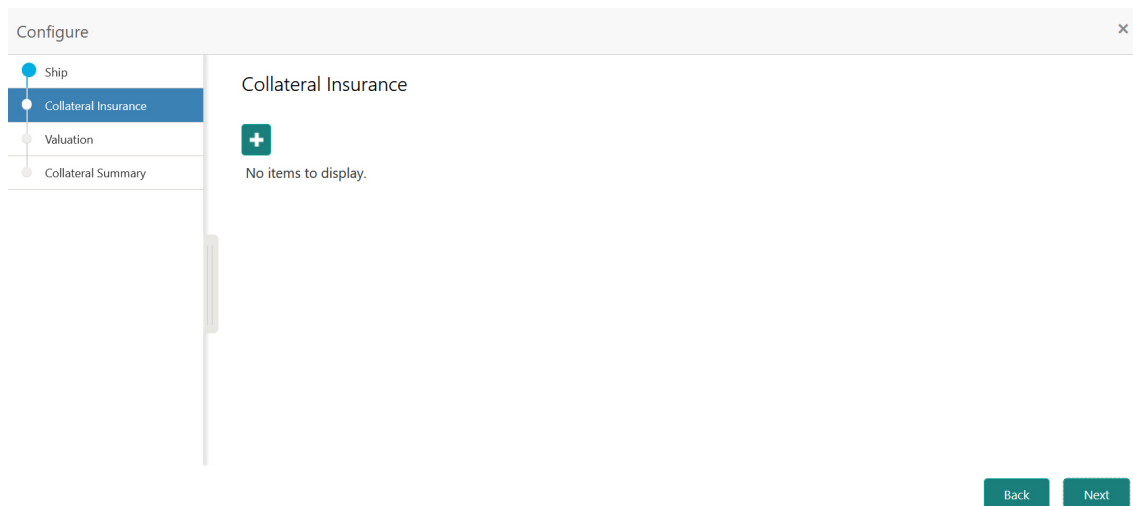 Configure
Ship
Collateral Insurance
Valuation
Collateral Summary
Collateral Insurance
No items to display.
Back
Next